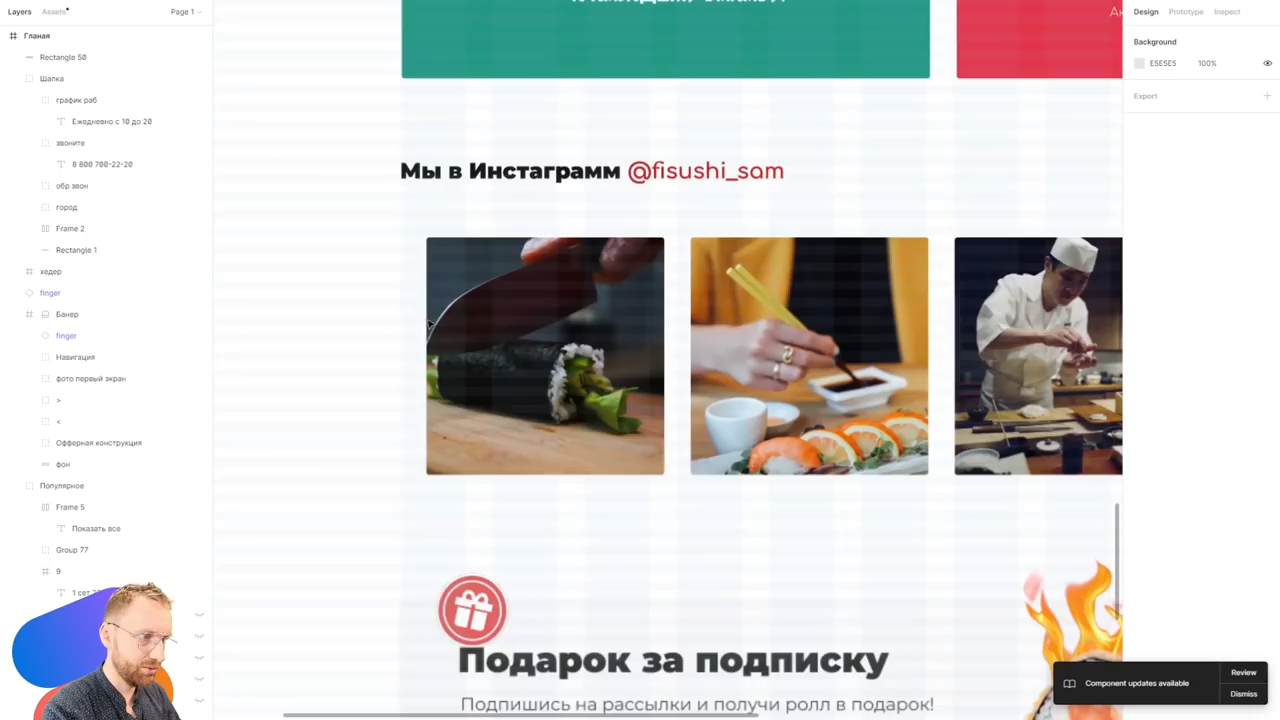 Layers
Assets
Page 1
Design
Prototype
Inspect
Главная
Rectangle 50
Шапка
график раб
Ежедневно с 10 до 20
звоните
8 800 700-22-20
обр звон
город
Frame 2
Rectangle 1
хедер
finger
Банер
finger
Навигация
фото первый экран
>
<
Офферная конструкция
фон
Популярное
Frame 5
Показать все
Group 77
9
1 сет
Background
E5E5E5
100%
Export
Мы в Инстаграмм @fisushi_sam
Подарок за подписку
Подпишись на рассылки и получи ролл в подарок!
Component updates available
Review
Dismiss